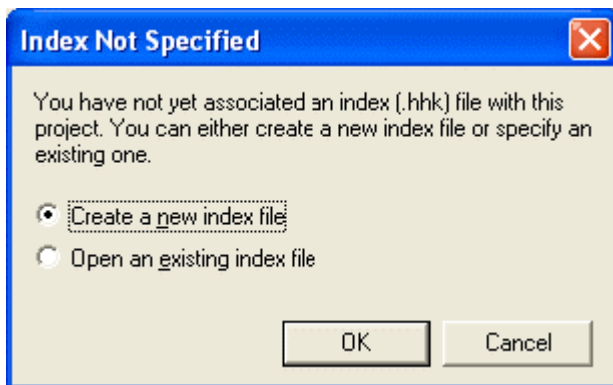 Index Not Specified
You have not yet associated an index (.hhk) file with this
project. You can either create a new index file or specify an
existing one.
Create a new index file
Open an existing index file
OK
Cancel